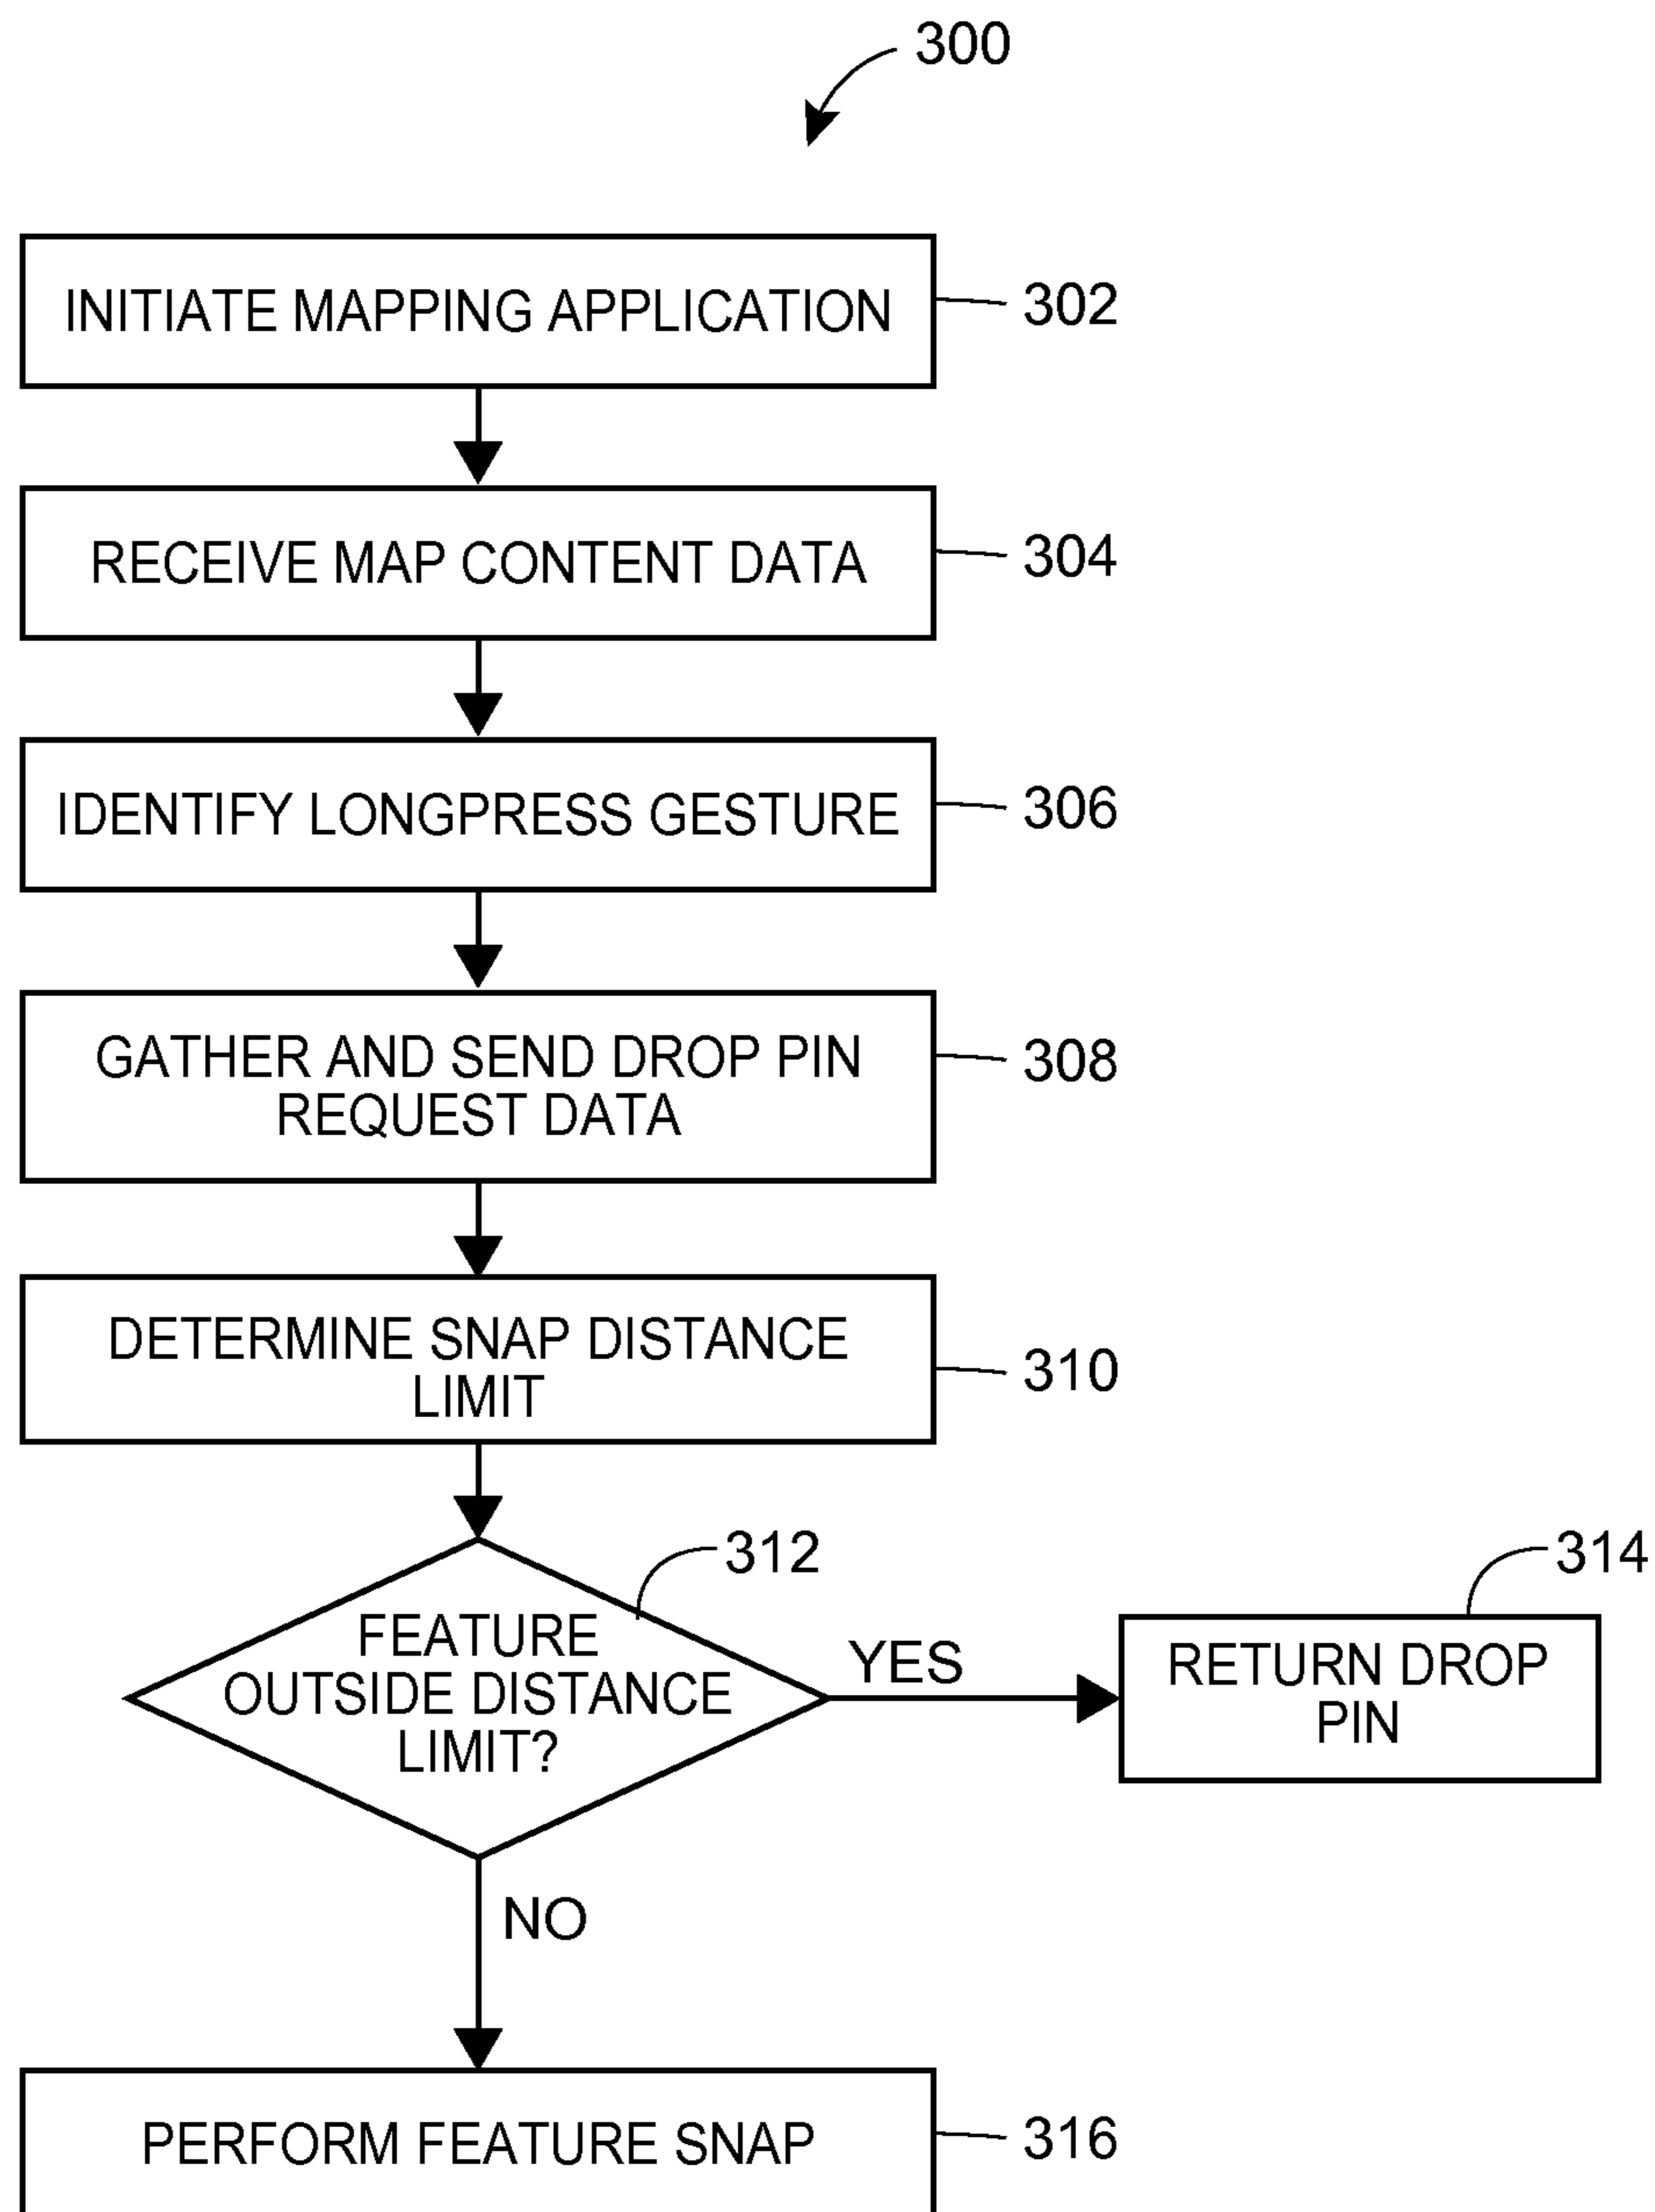 300
INITIATE MAPPING APPLICATION
302
RECEIVE MAP CONTENT DATA
304
IDENTIFY LONGPRESS GESTURE
306
GATHER AND SEND DROP PIN
REQUEST DATA
308
DETERMINE SNAP DISTANCE
LIMIT
310
312
FEATURE
OUTSIDE DISTANCE
LIMIT?
YES
314
RETURN DROP
PIN
NO
PERFORM FEATURE SNAP
316